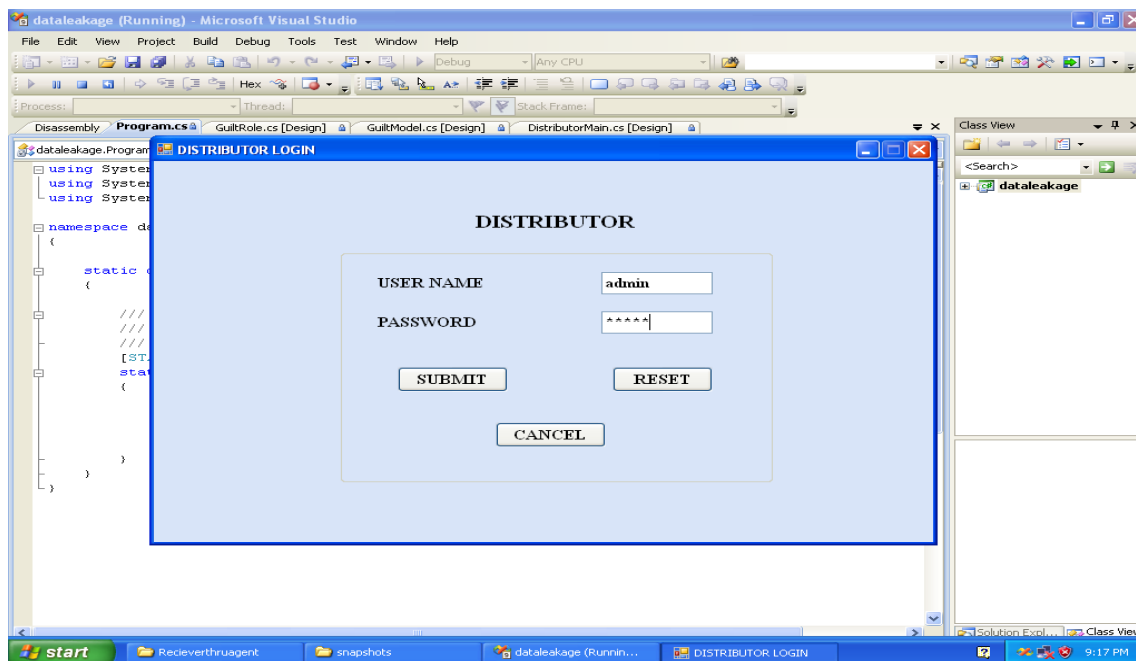 dataleakage (Running) - Microsoft Visual Studio
File Edit View Project Build Debug Tools Test Window Help
Debug Any CPU
Hex
Process: Thread: Stack Frame:
Disassembly Program.cs GuiltRole.cs [Design] GuiltModel.cs [Design] DistributorMain.cs [Design]
Class View
dataleakage.Program
<Search>
dataleakage
using System
using System
using System
namespace da
{
static c
{
///
///
///
[ST
stat
{
}
}
}
DISTRIBUTOR LOGIN
DISTRIBUTOR
USER NAME admin
PASSWORD *****
SUBMIT RESET
CANCEL
Solution Expl... Class View
start Recieverthruagent snapshots dataleakage (Runnin... DISTRIBUTOR LOGIN 9:17 PM